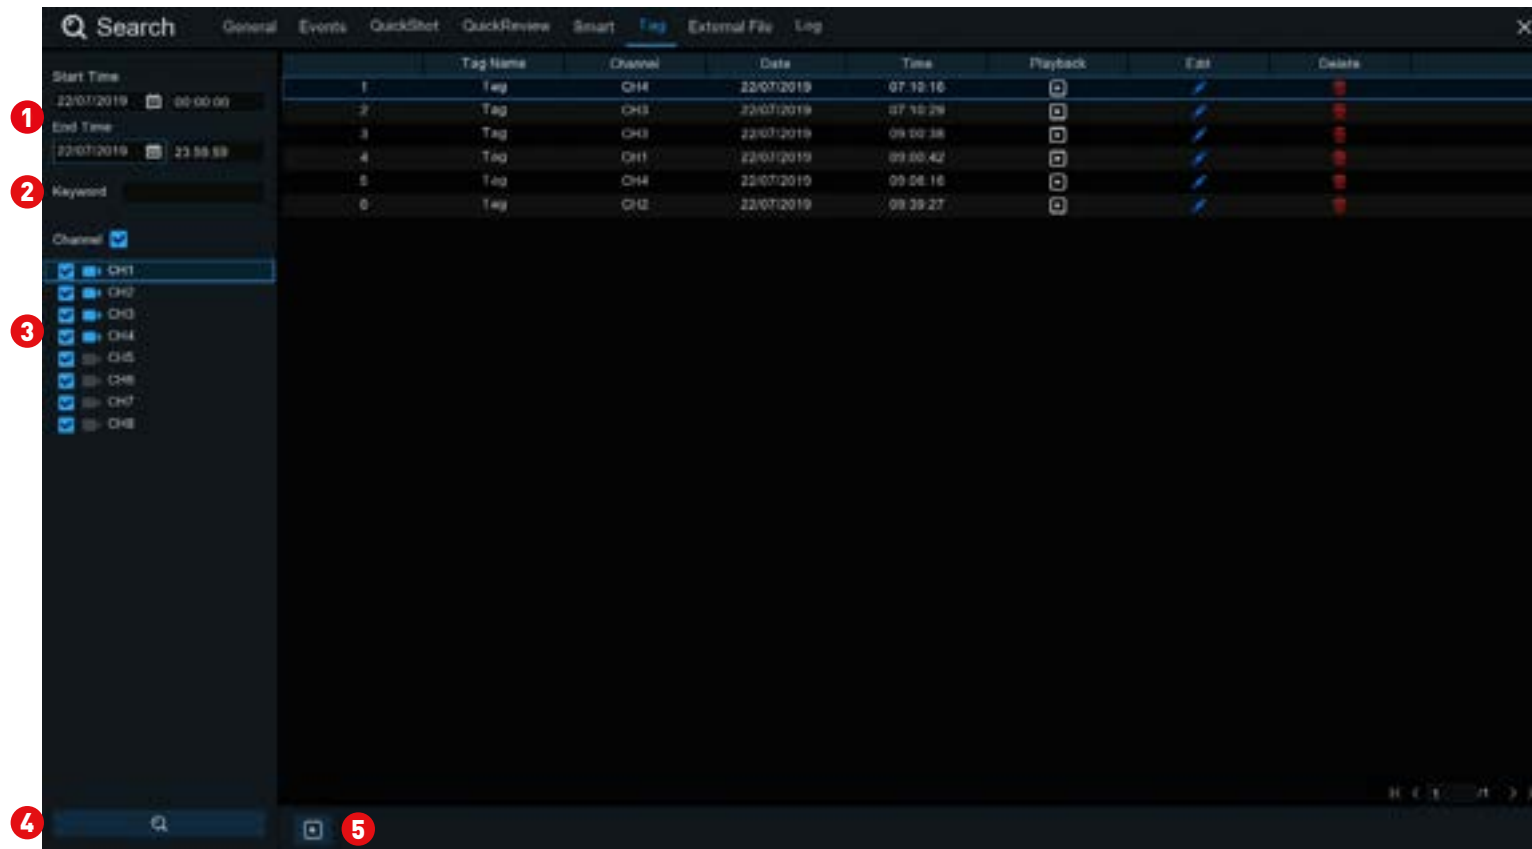 Search General Events QuickShot QuickReview Smart Tag External File Log
Tag Name Channel Date Time Playback Edit Delete
1 Tag CH4 22/07/2019 07:10:16
2 Tag CH3 22/07/2019 07:10:29
3 Tag CH3 22/07/2019 09:00:38
4 Tag CH1 22/07/2019 09:00:42
5 Tag CH4 22/07/2019 09:06:16
6 Tag CH2 22/07/2019 09:39:27
Start Time
22/07/2019 00:00:00
1
End Time
22/07/2019 23:59:59
2 Keyword
Channel
CH1
CH2
CH3
3
CH4
CH5
CH6
CH7
CH8
1 /1
4
5